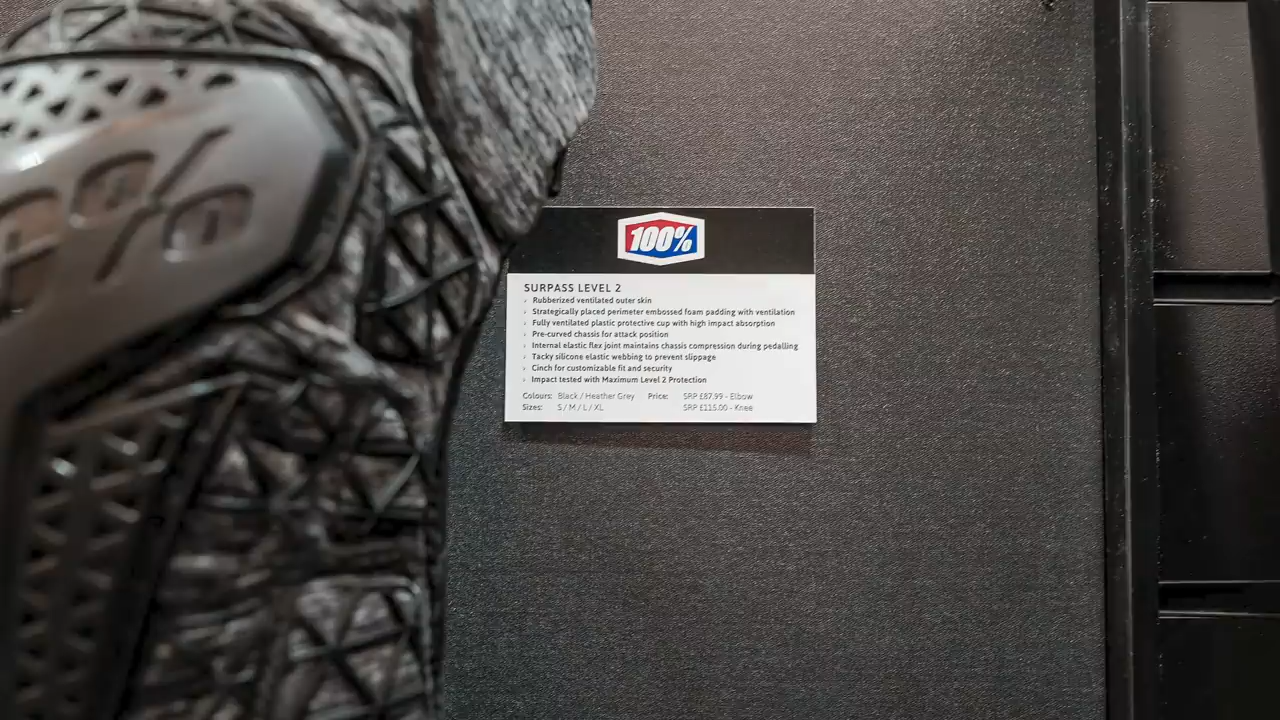 100%
100%
SURPASS LEVEL 2
› Rubberized ventilated outer skin
› Strategically placed perimeter embossed foam padding with ventilation
› Fully ventilated plastic protective cup with high impact absorption
› Pre-curved chassis for attack position
› Internal elastic flex joint maintains chassis compression during pedalling
› Tacky silicone elastic webbing to prevent slippage
› Cinch for customizable fit and security
› Impact tested with Maximum Level 2 Protection
Colours: Black / Heather Grey Price: SRP £87.99 - Elbow
Sizes: S / M / L / XL SRP £115.00 - Knee